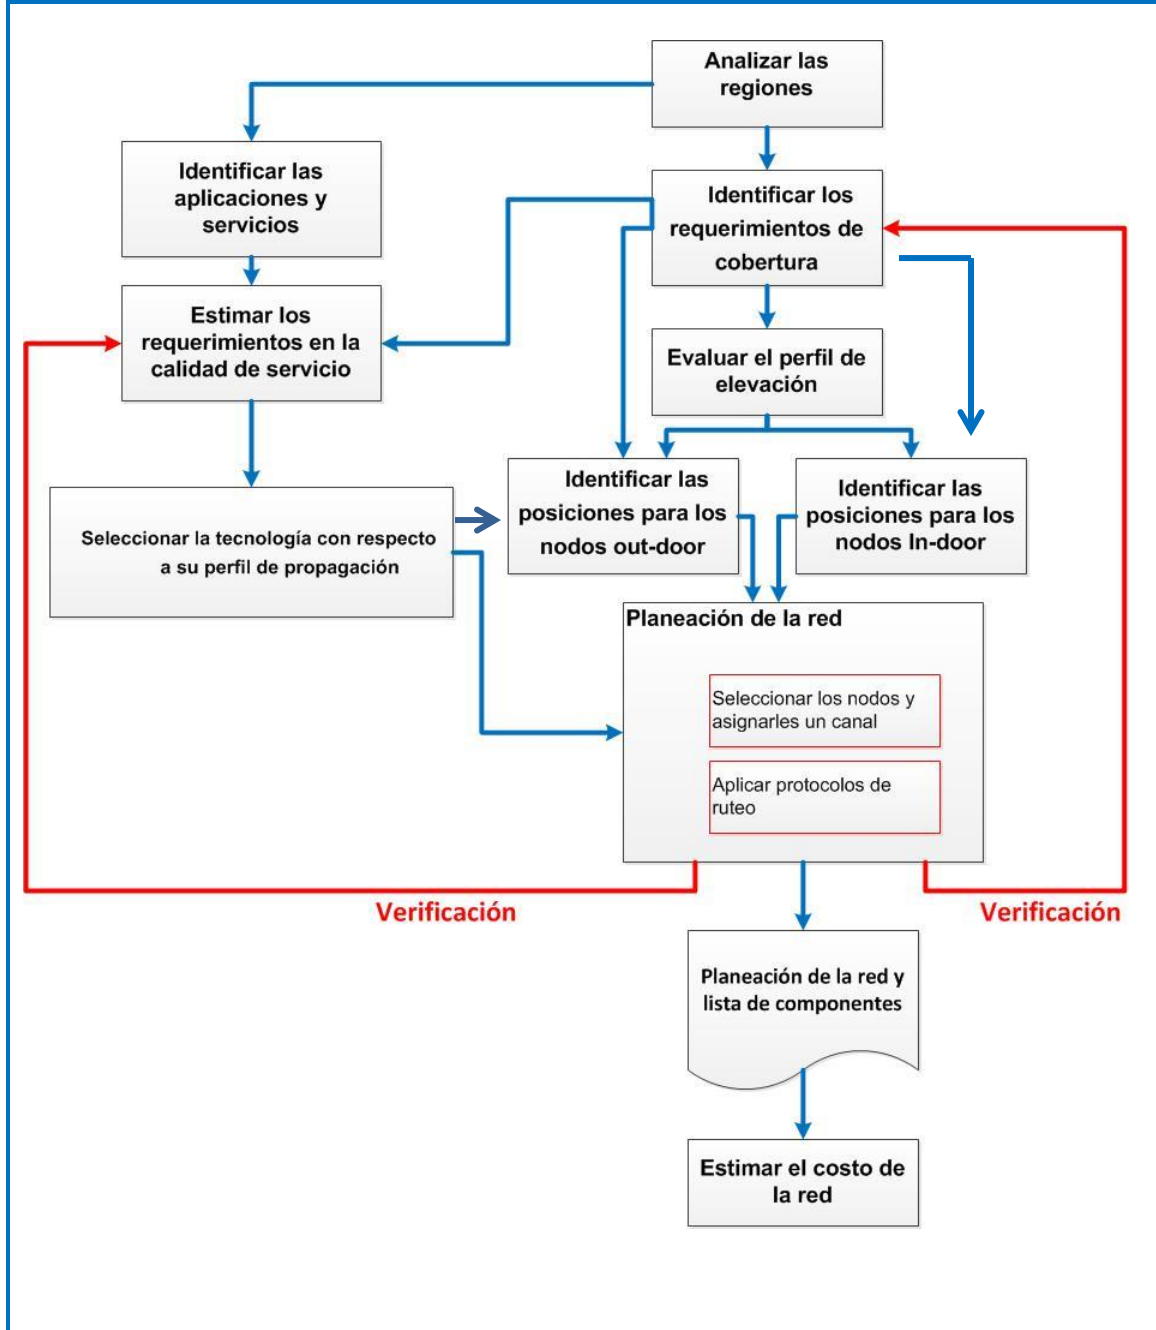 Analizar las
regiones
Identificar las
aplicaciones y
servicios
Identificar los
requerimientos de
cobertura
Estimar los
requerimientos en la
calidad de servicio
Evaluar el perfil de
elevación
Seleccionar la tecnología con respecto
a su perfil de propagación
Identificar las
posiciones para los
nodos out-door
Identificar las
posiciones para los
nodos In-door
Planeación de la red
Seleccionar los nodos y
asignarles un canal
Aplicar protocolos de
ruteo
Verificación
Verificación
Planeación de la red y
lista de componentes
Estimar el costo de
la red